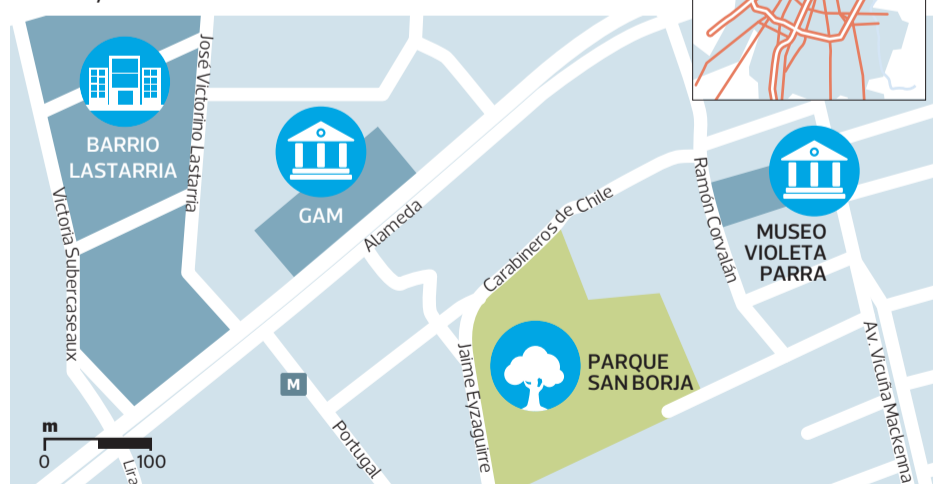 José Victorino Lastarria
BARRIO
LASTARRIA
GAM
Victoria Subercaseaux
Alameda
Carabineros de Chile
Ramón Corvalán
MUSEO
VIOLETA
PARRA
M
Jaime Eyzaguirre
PARQUE
SAN BORJA
Av. Vicuña Mackenna
Portugal
Lira
m
0 100